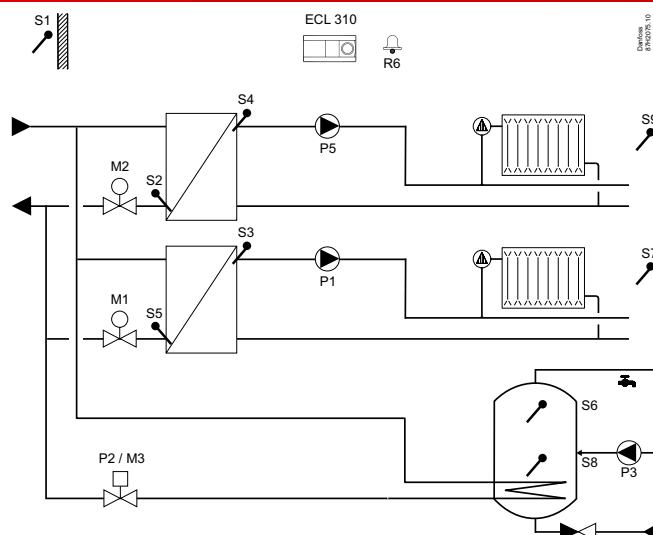 S1
ECL 310
R6
Danfoss
87H2075.10
S4
P5
S9
M2
S2
S3
P1
S7
M1
S5
S6
P2 / M3
S8
P3